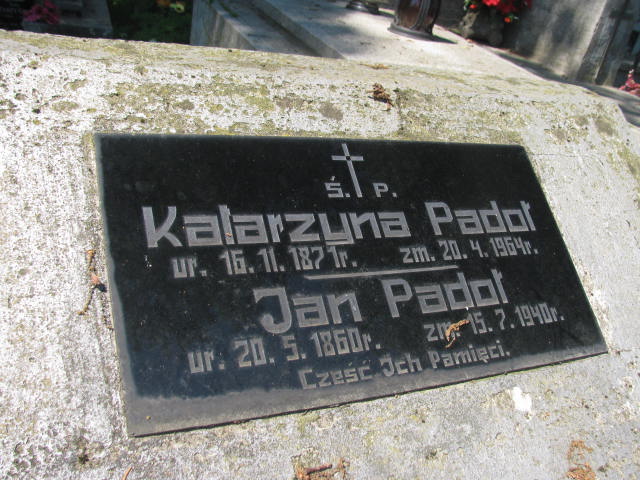 Ś. P.
Katarzyna Padoł
ur. 16. 11. 1871r. zm. 20. 4. 1964r.
Jan Padoł
ur. 20. 5. 1860r. zm. 15. 7. 1940r.
Cześć Ich Pamięci.